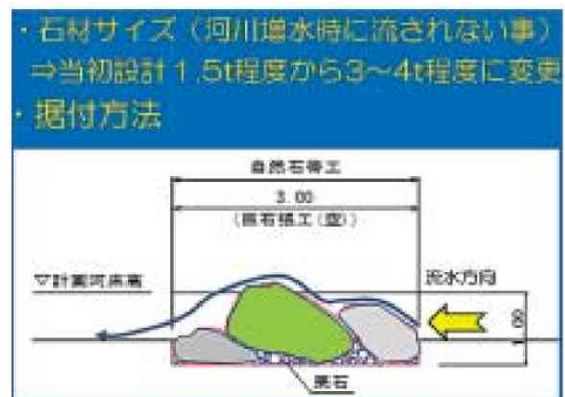 ・石材サイズ（河川増水時に流されない事）
⇒当初設計1.5t程度から3～4t程度に変更
・据付方法
自然石帯工
3.00
(巨石張工(空))
▽計画河床高
流水方向
栗石